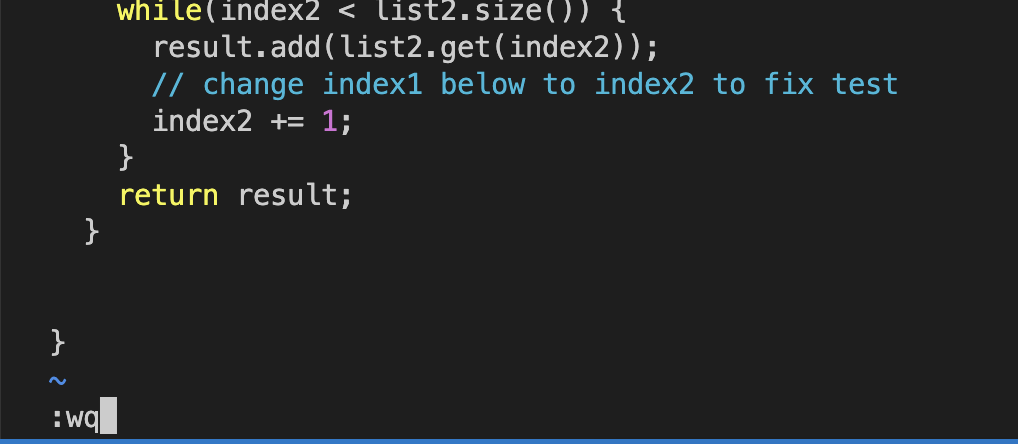 while(index2 < list2.size()) {
result.add(list2.get(index2));
// change index1 below to index2 to fix test
index2 += 1;
}
return result;
}
}
~
:wq